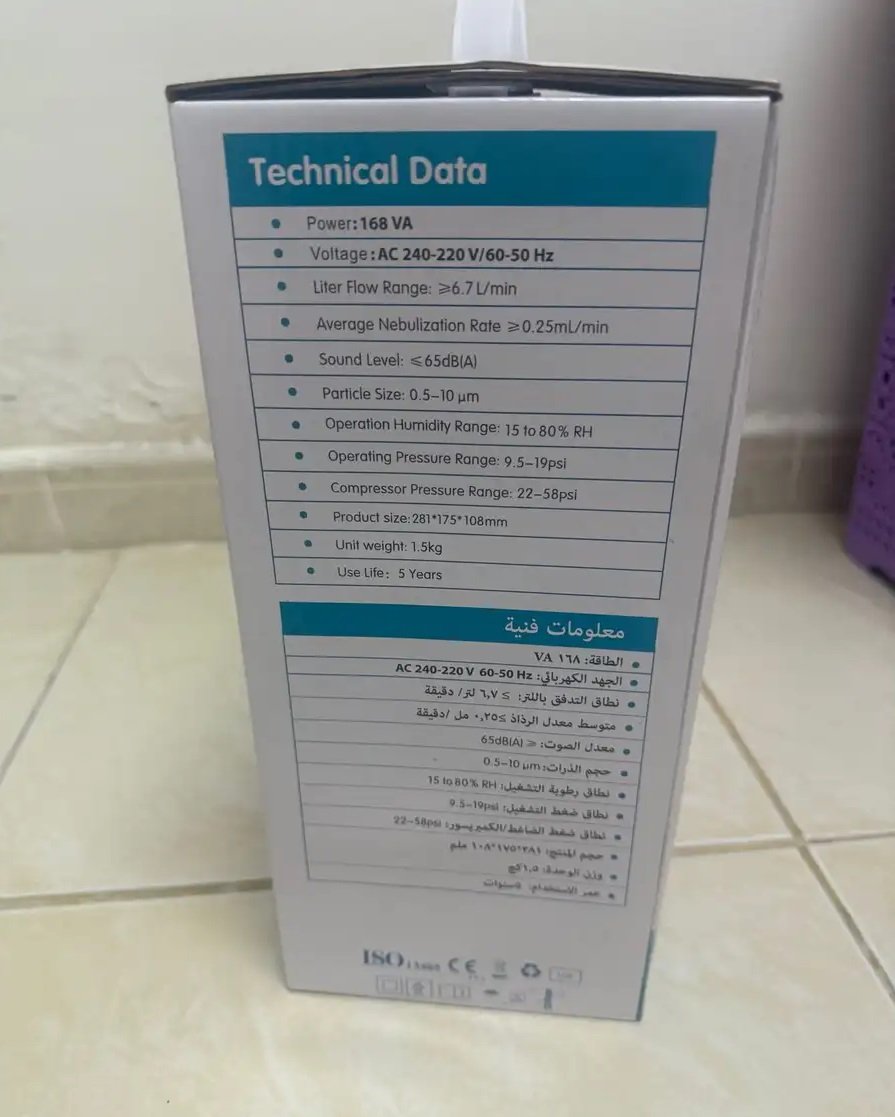 Technical Data
Power: 168 VA
Voltage : AC 240-220 V/60-50 Hz
Liter Flow Range: ≥6.7 L/min
Average Nebulization Rate ≥0.25mL/min
Sound Level: ≤65dB(A)
Particle Size: 0.5–10 µm
Operation Humidity Range: 15 to 80% RH
Operating Pressure Range: 9.5–19psi
Compressor Pressure Range: 22–58psi
Product size:281*175*108mm
Unit weight: 1.5kg
Use Life: 5 Years
معلومات فنية
الطاقة: ١٦٨ VA
الجهد الكهربائي: AC 240-220 V 60-50 Hz
نطاق التدفق باللتر: ≥ ٦,٧ لتر/ دقيقة
متوسط معدل الرذاذ ≥٠,٢٥ مل /دقيقة
معدل الصوت: ≥ 65dB(A)
حجم الذرات: 0.5–10 µm
نطاق رطوبة التشغيل: 15 to 80% RH
نطاق ضغط التشغيل: 9.5–19psi
نطاق ضغط الضاغط/الكمبريسور: 22–58psi
حجم المنتج: ٢٨١*١٧٥*١٠٨ ملم
وزن الوحدة: ١,٥كج
عمر الاستخدام: ٥سنوات
ISO CE